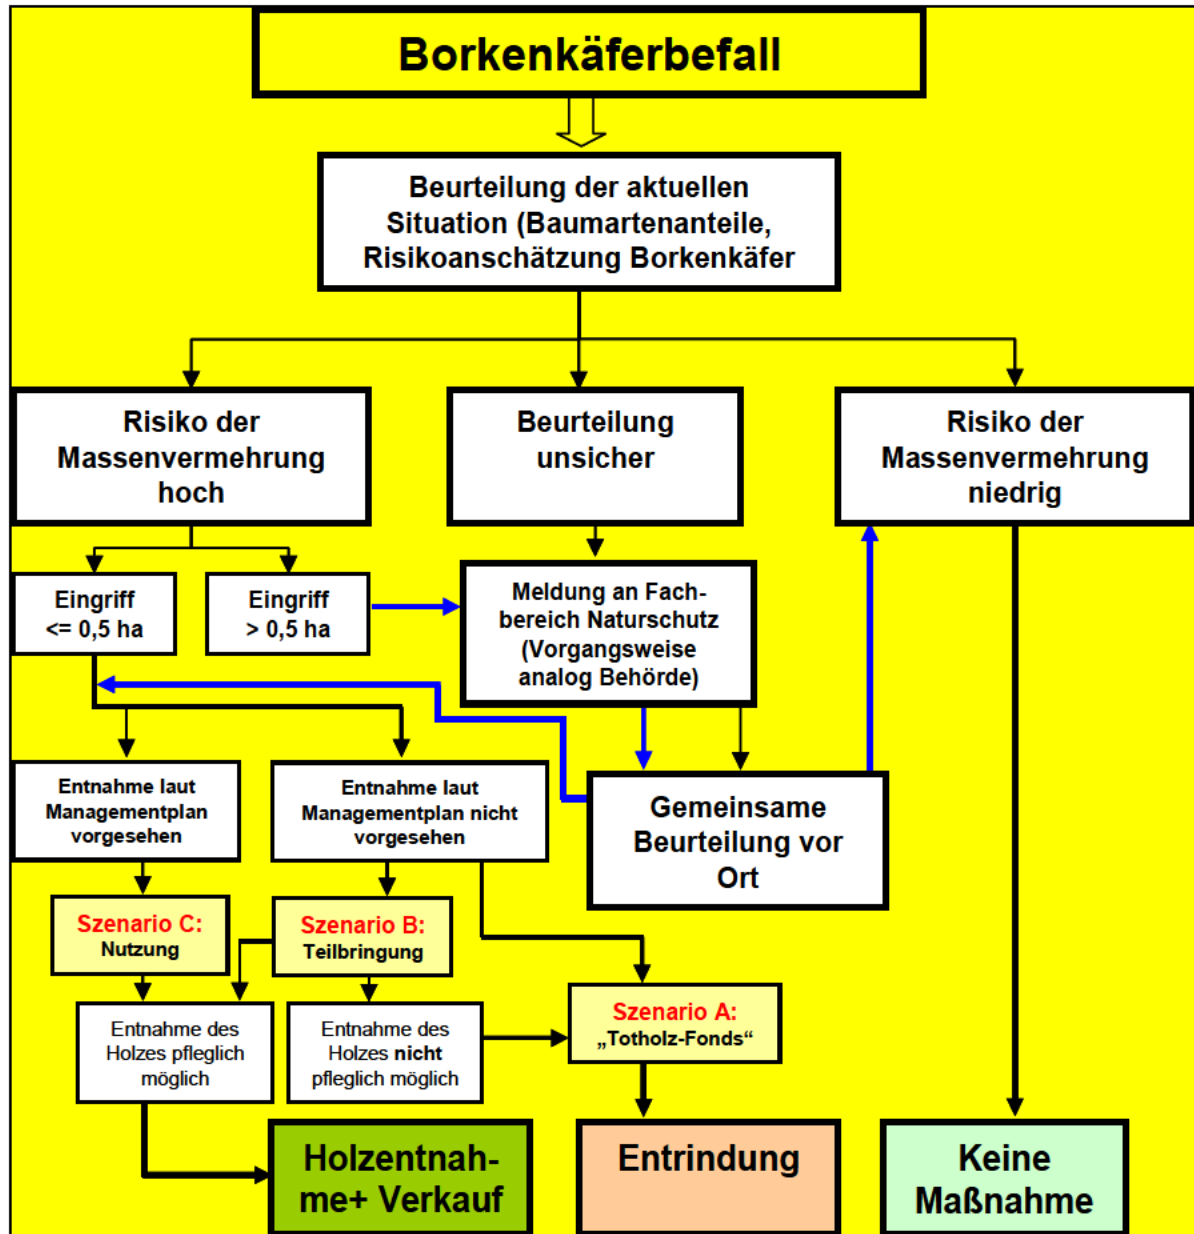 Borkenkäferbefall
Beurteilung der aktuellen
Situation (Baumartenanteile,
Risikoanschätzung Borkenkäfer
Risiko der
Massenvermehrung
hoch
Beurteilung
unsicher
Risiko der
Massenvermehrung
niedrig
Eingriff
<= 0,5 ha
Eingriff
> 0,5 ha
Meldung an Fach-
bereich Naturschutz
(Vorgangsweise
analog Behörde)
Entnahme laut
Managementplan
vorgesehen
Entnahme laut
Managementplan nicht
vorgesehen
Gemeinsame
Beurteilung vor
Ort
Szenario C:
Nutzung
Szenario B:
Teilbringung
Szenario A:
„Totholz-Fonds“
Entnahme des
Holzes pfleglich
möglich
Entnahme des
Holzes nicht
pfleglich möglich
Holzentnah-
me+ Verkauf
Entrindung
Keine
Maßnahme